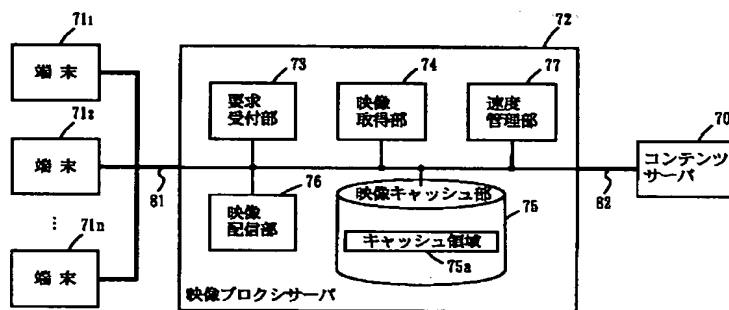 71₁
端 末
71₂
端 末
⋮
71n
端 末
81
72
73
要求
受付部
74
映像
取得部
77
速度
管理部
76
映像
配信部
映像キャッシュ部
75
キャッシュ領域
75a
映像プロクシサーバ
82
70
コンテンツ
サーバ